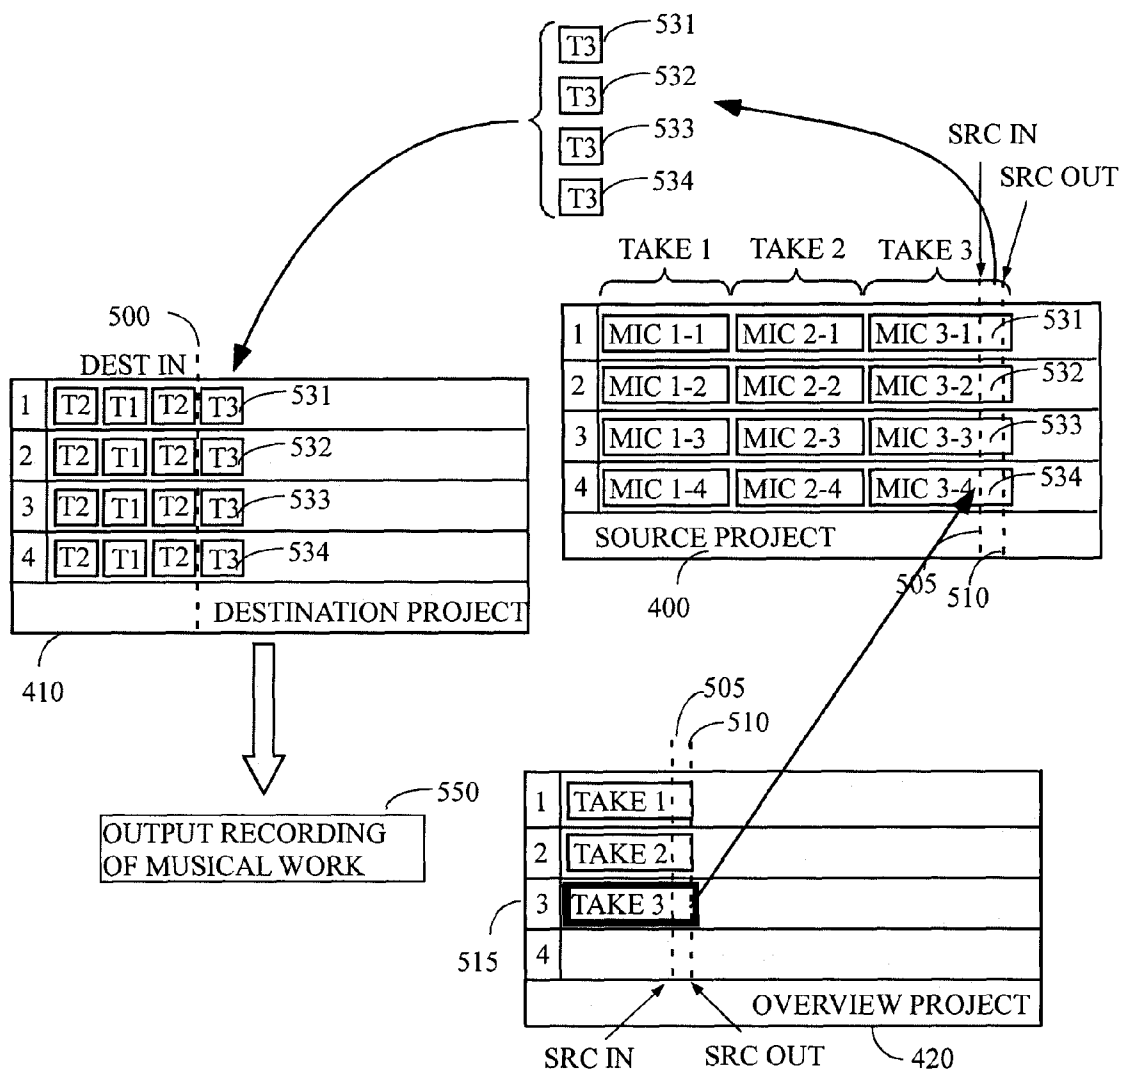 T3 531
T3 532
T3 533
T3 534
SRC IN
SRC OUT
TAKE 1 TAKE 2 TAKE 3
1 MIC 1-1 MIC 2-1 MIC 3-1 531
2 MIC 1-2 MIC 2-2 MIC 3-2 532
3 MIC 1-3 MIC 2-3 MIC 3-3 533
4 MIC 1-4 MIC 2-4 MIC 3-4 534
SOURCE PROJECT
400 505 510
500
DEST IN
1 T2 T1 T2 T3 531
2 T2 T1 T2 T3 532
3 T2 T1 T2 T3 533
4 T2 T1 T2 T3 534
DESTINATION PROJECT
410
550
OUTPUT RECORDING
OF MUSICAL WORK
505
510
1 TAKE 1
2 TAKE 2
3 TAKE 3
4
515
OVERVIEW PROJECT
SRC IN SRC OUT 420